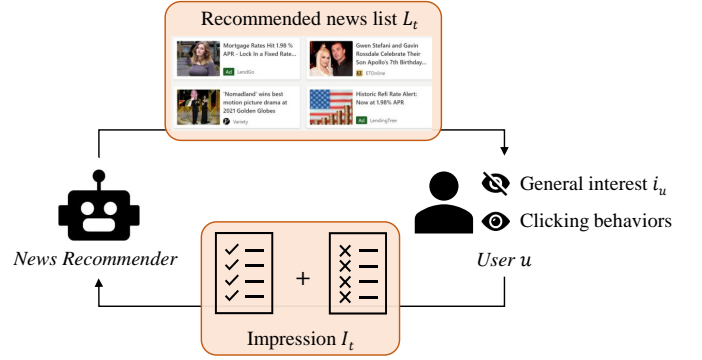 Recommended news list L_t
Mortgage Rates Hit 1.98 %
APR - Lock In a Fixed Rate...
Ad LendGo
Gwen Stefani and Gavin
Rossdale Celebrate Their
Son Apollo's 7th Birthday...
ET ETOnline
'Nomadland' wins best
motion picture drama at
2021 Golden Globes
Variety
Historic Refi Rate Alert:
Now at 1.98% APR
Ad LendingTree
General interest i_u
Clicking behaviors
News Recommender
User u
+
Impression I_t